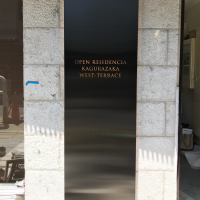 OPEN RESIDENCIA
KAGURAZAKA
WEST-TERRACE